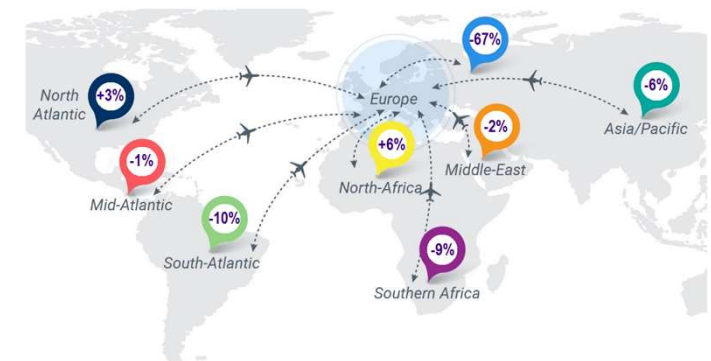 -67%
North
Atlantic
+3%
Europe
-6%
Asia/Pacific
-2%
Middle-East
+6%
North-Africa
-1%
Mid-Atlantic
-10%
South-Atlantic
-9%
Southern Africa